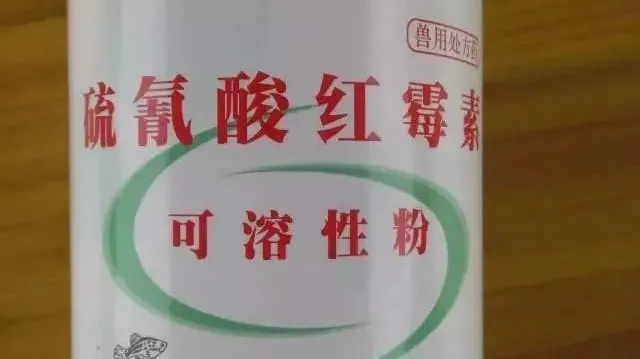 兽用处方药
硫氰酸红霉素
可溶性粉